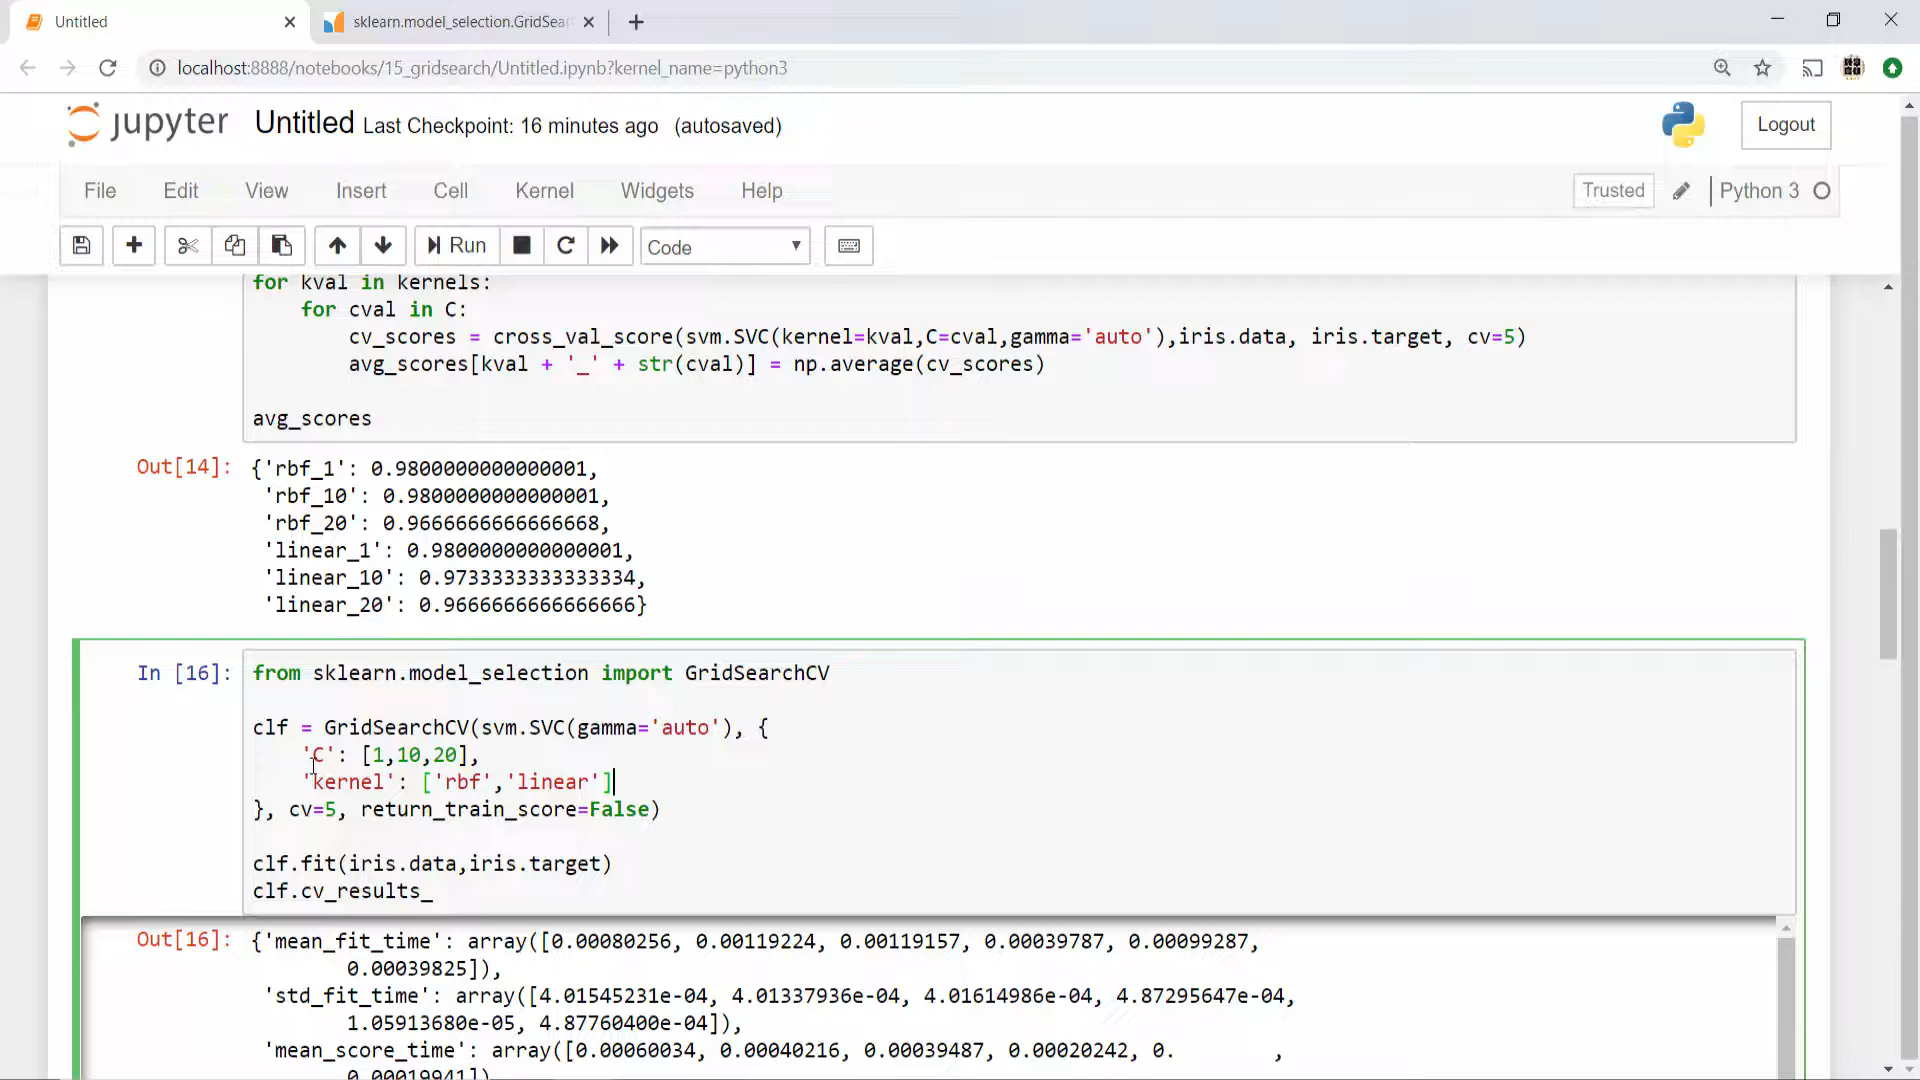 Untitled
sklearn.model_selection.GridSear
localhost:8888/notebooks/15_gridsearch/Untitled.ipynb?kernel_name=python3
jupyter Untitled Last Checkpoint: 16 minutes ago (autosaved)
Logout
File Edit View Insert Cell Kernel Widgets Help
Trusted Python 3
Run Code
for kval in kernels:
for cval in C:
cv_scores = cross_val_score(svm.SVC(kernel=kval,C=cval,gamma='auto'),iris.data, iris.target, cv=5)
avg_scores[kval + '_' + str(cval)] = np.average(cv_scores)
avg_scores
Out[14]: {'rbf_1': 0.9800000000000001,
'rbf_10': 0.9800000000000001,
'rbf_20': 0.9666666666666668,
'linear_1': 0.9800000000000001,
'linear_10': 0.9733333333333334,
'linear_20': 0.9666666666666666}
In [16]: from sklearn.model_selection import GridSearchCV
clf = GridSearchCV(svm.SVC(gamma='auto'), {
'C': [1,10,20],
'kernel': ['rbf','linear']
}, cv=5, return_train_score=False)
clf.fit(iris.data,iris.target)
clf.cv_results_
Out[16]: {'mean_fit_time': array([0.00080256, 0.00119224, 0.00119157, 0.00039787, 0.00099287,
0.00039825]),
'std_fit_time': array([4.01545231e-04, 4.01337936e-04, 4.01614986e-04, 4.87295647e-04,
1.05913680e-05, 4.87760400e-04]),
'mean_score_time': array([0.00060034, 0.00040216, 0.00039487, 0.00020242, 0. ,
0.00019941])